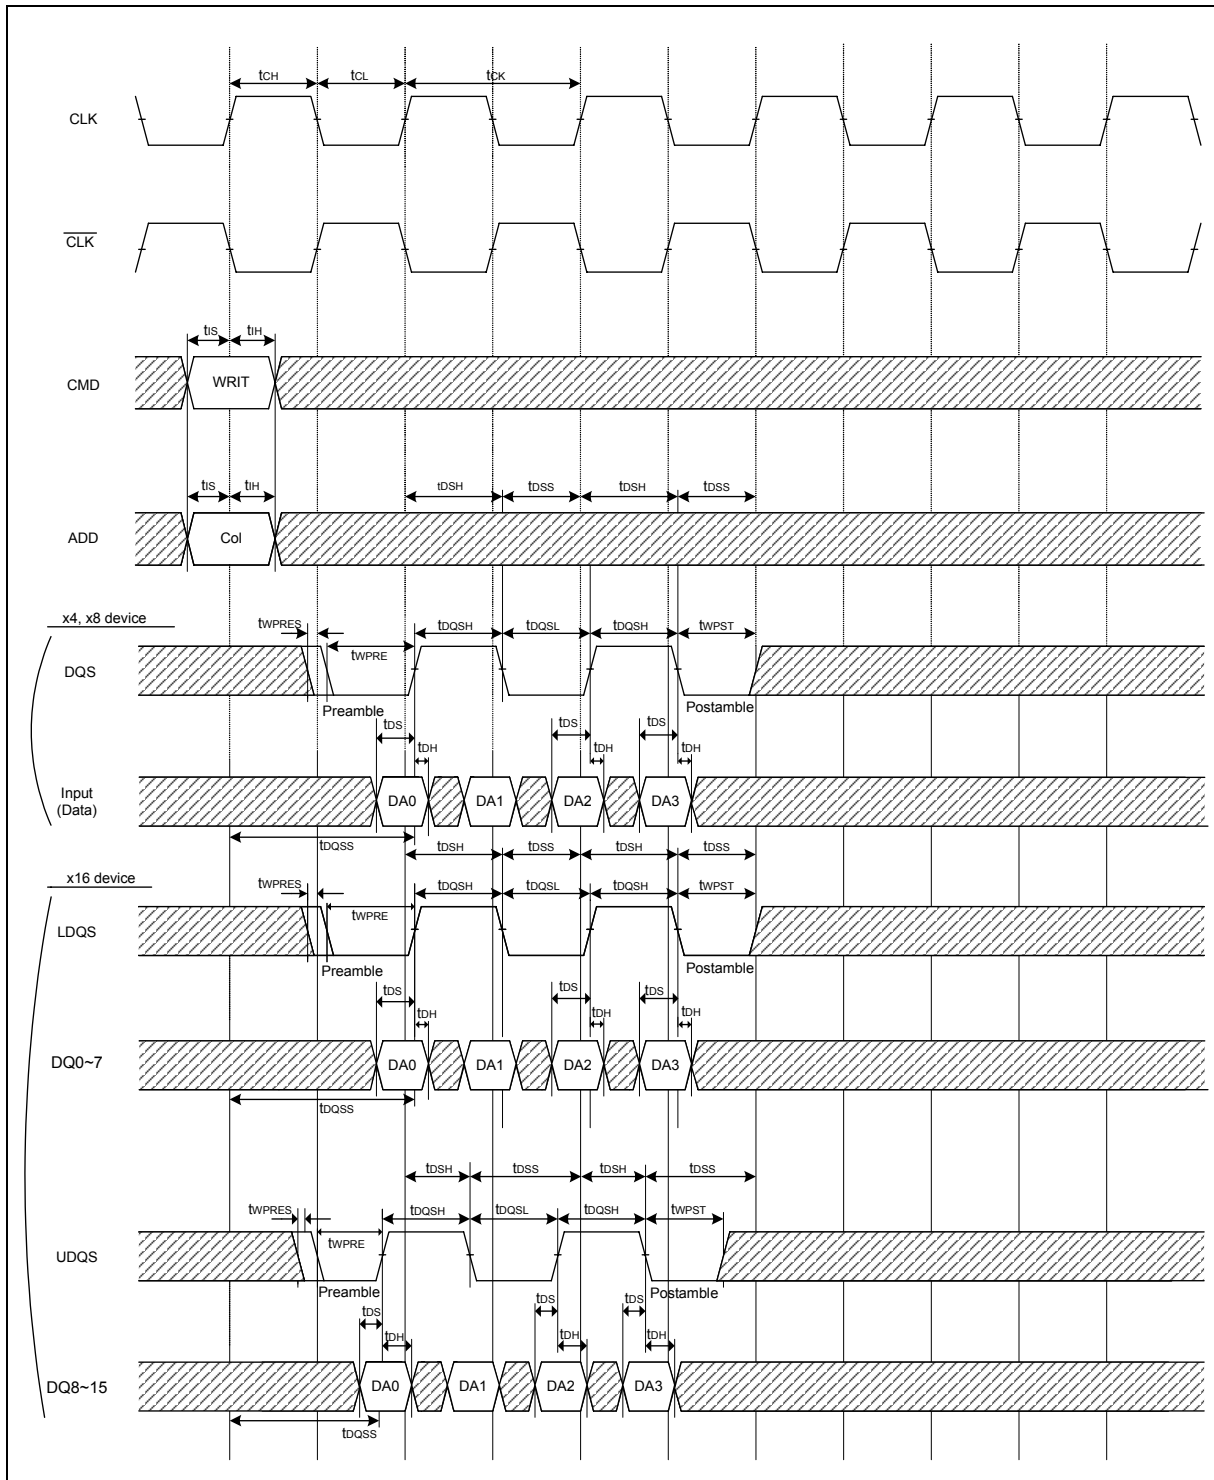 tCH tCL tCK
CLK
CLK
tIS tIH
CMD WRIT
tIS tIH tDSH tDSS tDSH tDSS
ADD Col
x4, x8 device
tWPRES tDQSH tDQSL tDQSH tWPST
tWPRE
DQS
Preamble Postamble
tDS tDS tDS
tDH tDH tDH
Input
(Data)
DA0 DA1 DA2 DA3
tDQSS
tDSH tDSS tDSH tDSS
x16 device
tWPRES tDQSH tDQSL tDQSH tWPST
tWPRE
LDQS
Preamble Postamble
tDS tDS tDS
tDH tDH tDH
DQ0~7 DA0 DA1 DA2 DA3
tDQSS
tDSH tDSS tDSH tDSS
tWPRES tDQSH tDQSL tDQSH tWPST
tWPRE
UDQS
Preamble Postamble
tDS tDS tDS
tDH tDH tDH
DQ8~15 DA0 DA1 DA2 DA3
tDQSS